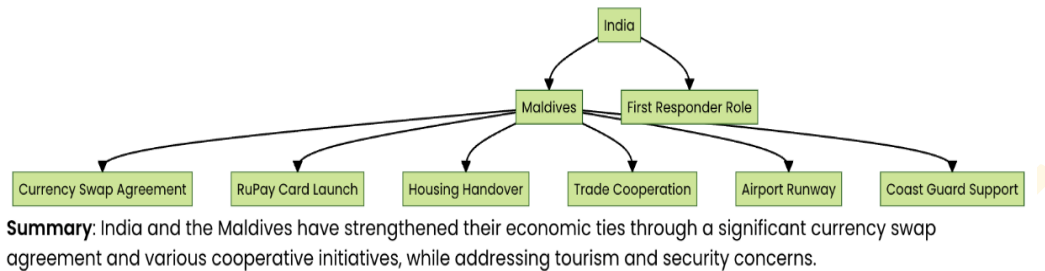 India
Maldives
First Responder Role
Currency Swap Agreement
RuPay Card Launch
Housing Handover
Trade Cooperation
Airport Runway
Coast Guard Support
Summary: India and the Maldives have strengthened their economic ties through a significant currency swap
agreement and various cooperative initiatives, while addressing tourism and security concerns.